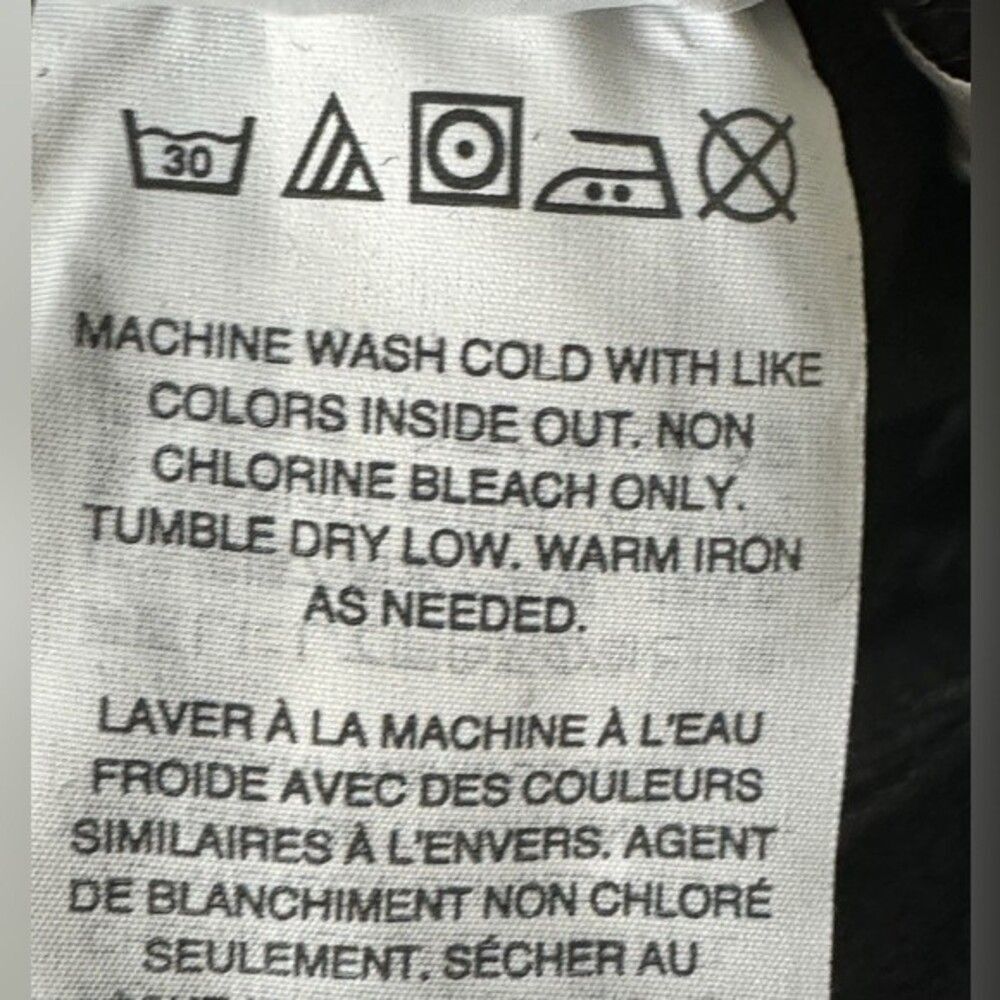 30
MACHINE WASH COLD WITH LIKE
COLORS INSIDE OUT. NON
CHLORINE BLEACH ONLY.
TUMBLE DRY LOW. WARM IRON
AS NEEDED.
LAVER À LA MACHINE À L'EAU
FROIDE AVEC DES COULEURS
SIMILAIRES À L'ENVERS. AGENT
DE BLANCHIMENT NON CHLORÉ
SEULEMENT. SÉCHER AU